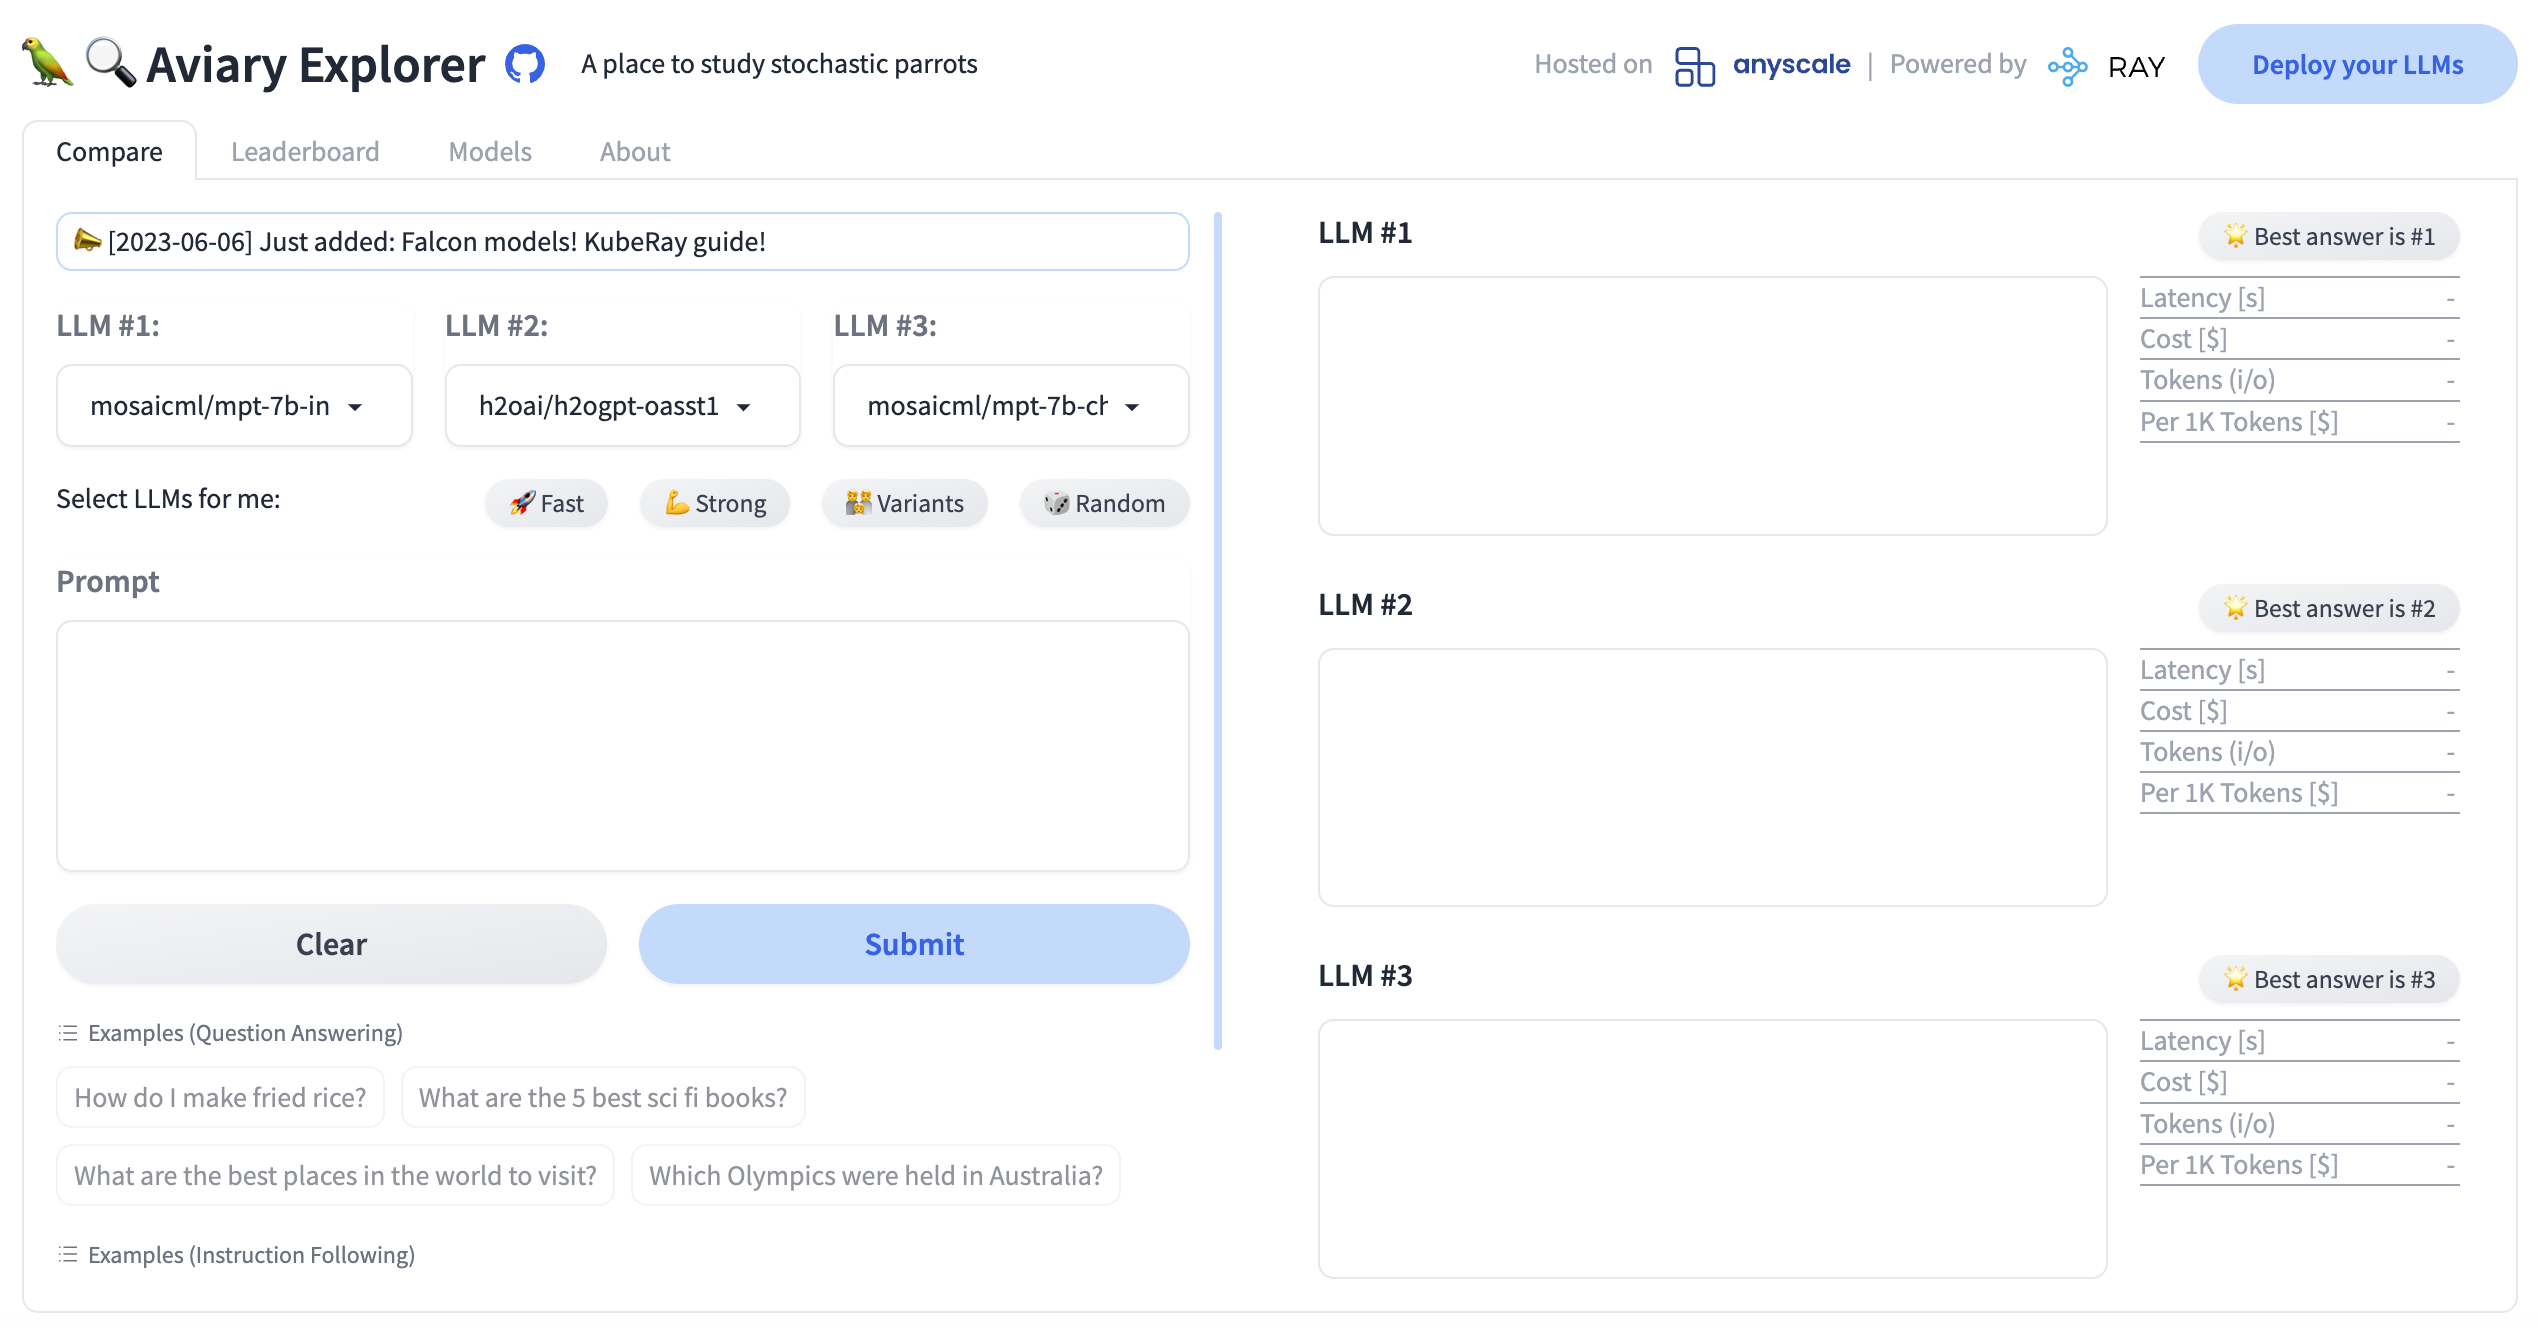 Aviary Explorer
A place to study stochastic parrots
Hosted on anyscale | Powered by RAY
Deploy your LLMs
Compare
Leaderboard
Models
About
[2023-06-06] Just added: Falcon models! KubeRay guide!
LLM #1:
LLM #2:
LLM #3:
mosaicml/mpt-7b-in
h2oai/h2ogpt-oasst1
mosaicml/mpt-7b-ch
Select LLMs for me:
Fast
Strong
Variants
Random
Prompt
Clear
Submit
Examples (Question Answering)
How do I make fried rice?
What are the 5 best sci fi books?
What are the best places in the world to visit?
Which Olympics were held in Australia?
Examples (Instruction Following)
LLM #1
Best answer is #1
Latency [s] -
Cost [$] -
Tokens (i/o) -
Per 1K Tokens [$] -
LLM #2
Best answer is #2
Latency [s] -
Cost [$] -
Tokens (i/o) -
Per 1K Tokens [$] -
LLM #3
Best answer is #3
Latency [s] -
Cost [$] -
Tokens (i/o) -
Per 1K Tokens [$] -